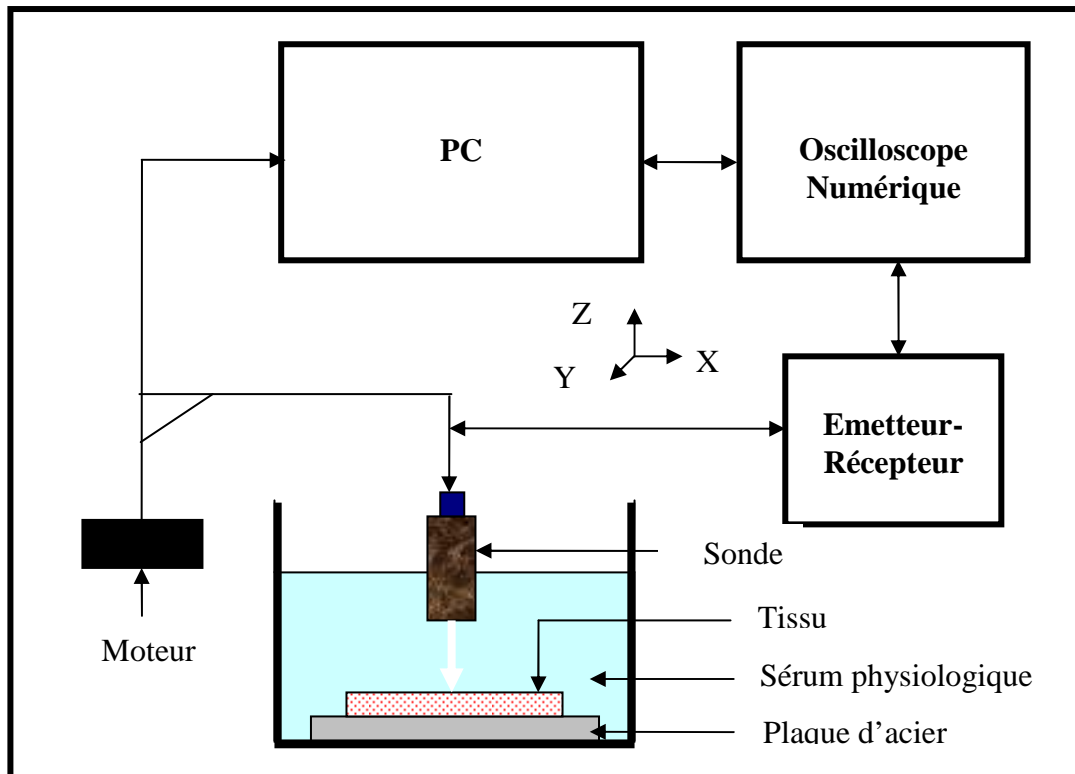 PC
Oscilloscope
Numérique
Z
X
Y
Emetteur-
Récepteur
Sonde
Tissu
Moteur
Sérum physiologique
Plaque d'acier